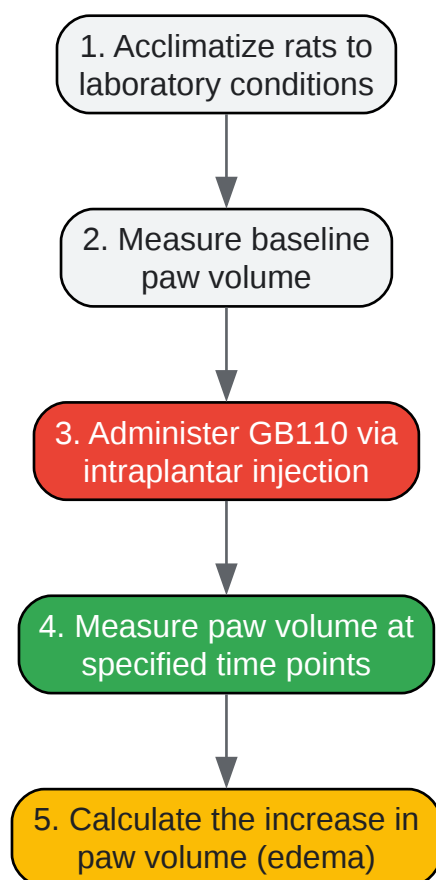 1. Acclimatize rats to
laboratory conditions
2. Measure baseline
paw volume
3. Administer GB110 via
intraplantar injection
4. Measure paw volume at
specified time points
5. Calculate the increase in
paw volume (edema)